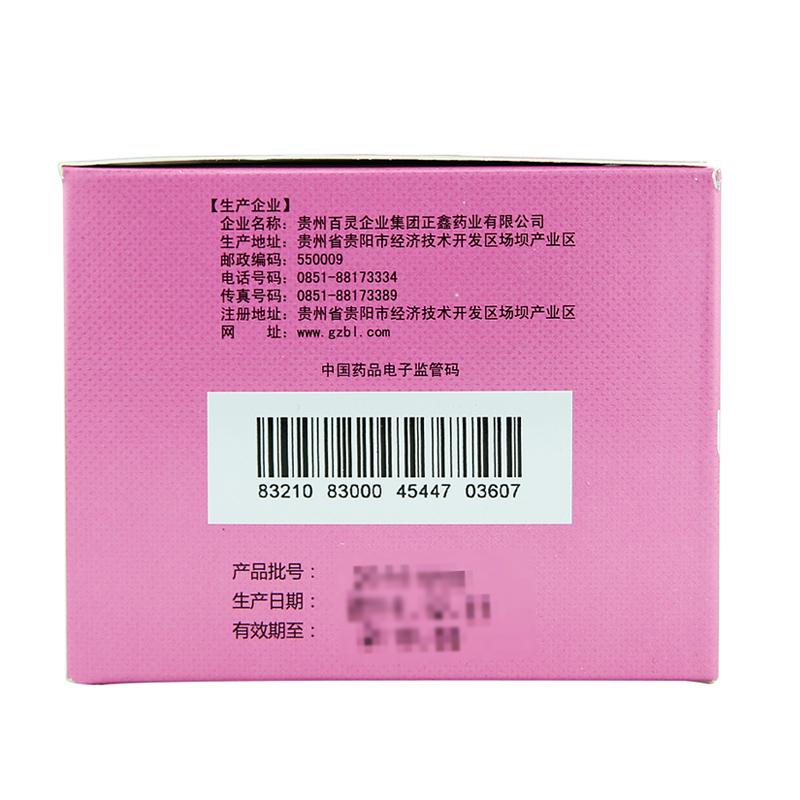 【生产企业】
企业名称：贵州百灵企业集团正鑫药业有限公司
生产地址：贵州省贵阳市经济技术开发区场坝产业区
邮政编码：550009
电话号码：0851-88173334
传真号码：0851-88173389
注册地址：贵州省贵阳市经济技术开发区场坝产业区
网　　址：www.gzbl.com
中国药品电子监管码
83210 83000 45447 03607
产品批号：
生产日期：
有效期至：